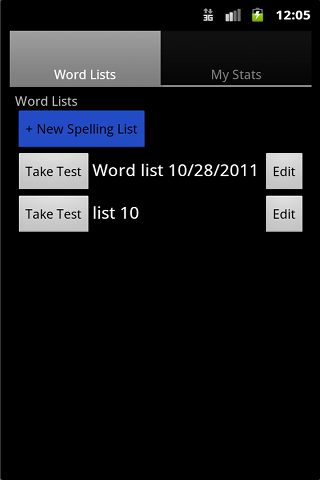 3G 12:05
Word Lists My Stats
Word Lists
+ New Spelling List
Take Test Word list 10/28/2011 Edit
Take Test list 10 Edit